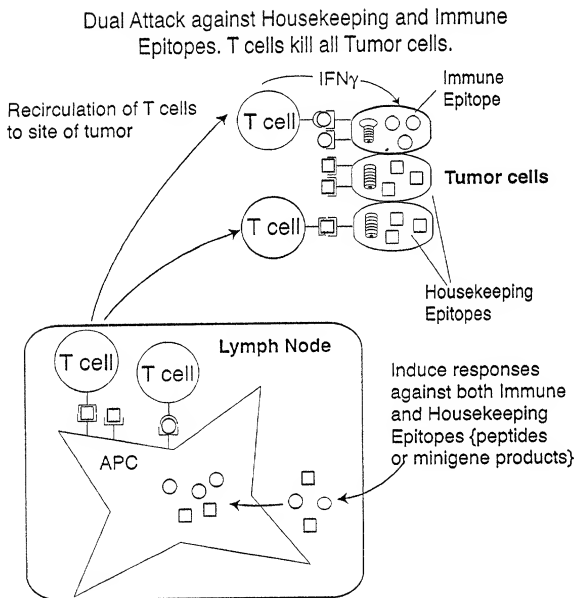 Dual Attack against Housekeeping and Immune
Epitopes. T cells kill all Tumor cells.
IFNγ
Immune
Epitope
Recirculation of T cells
to site of tumor
T cell
Tumor cells
T cell
Housekeeping
Epitopes
Lymph Node
T cell
T cell
Induce responses
against both Immune
and Housekeeping
Epitopes {peptides
or minigene products}
APC